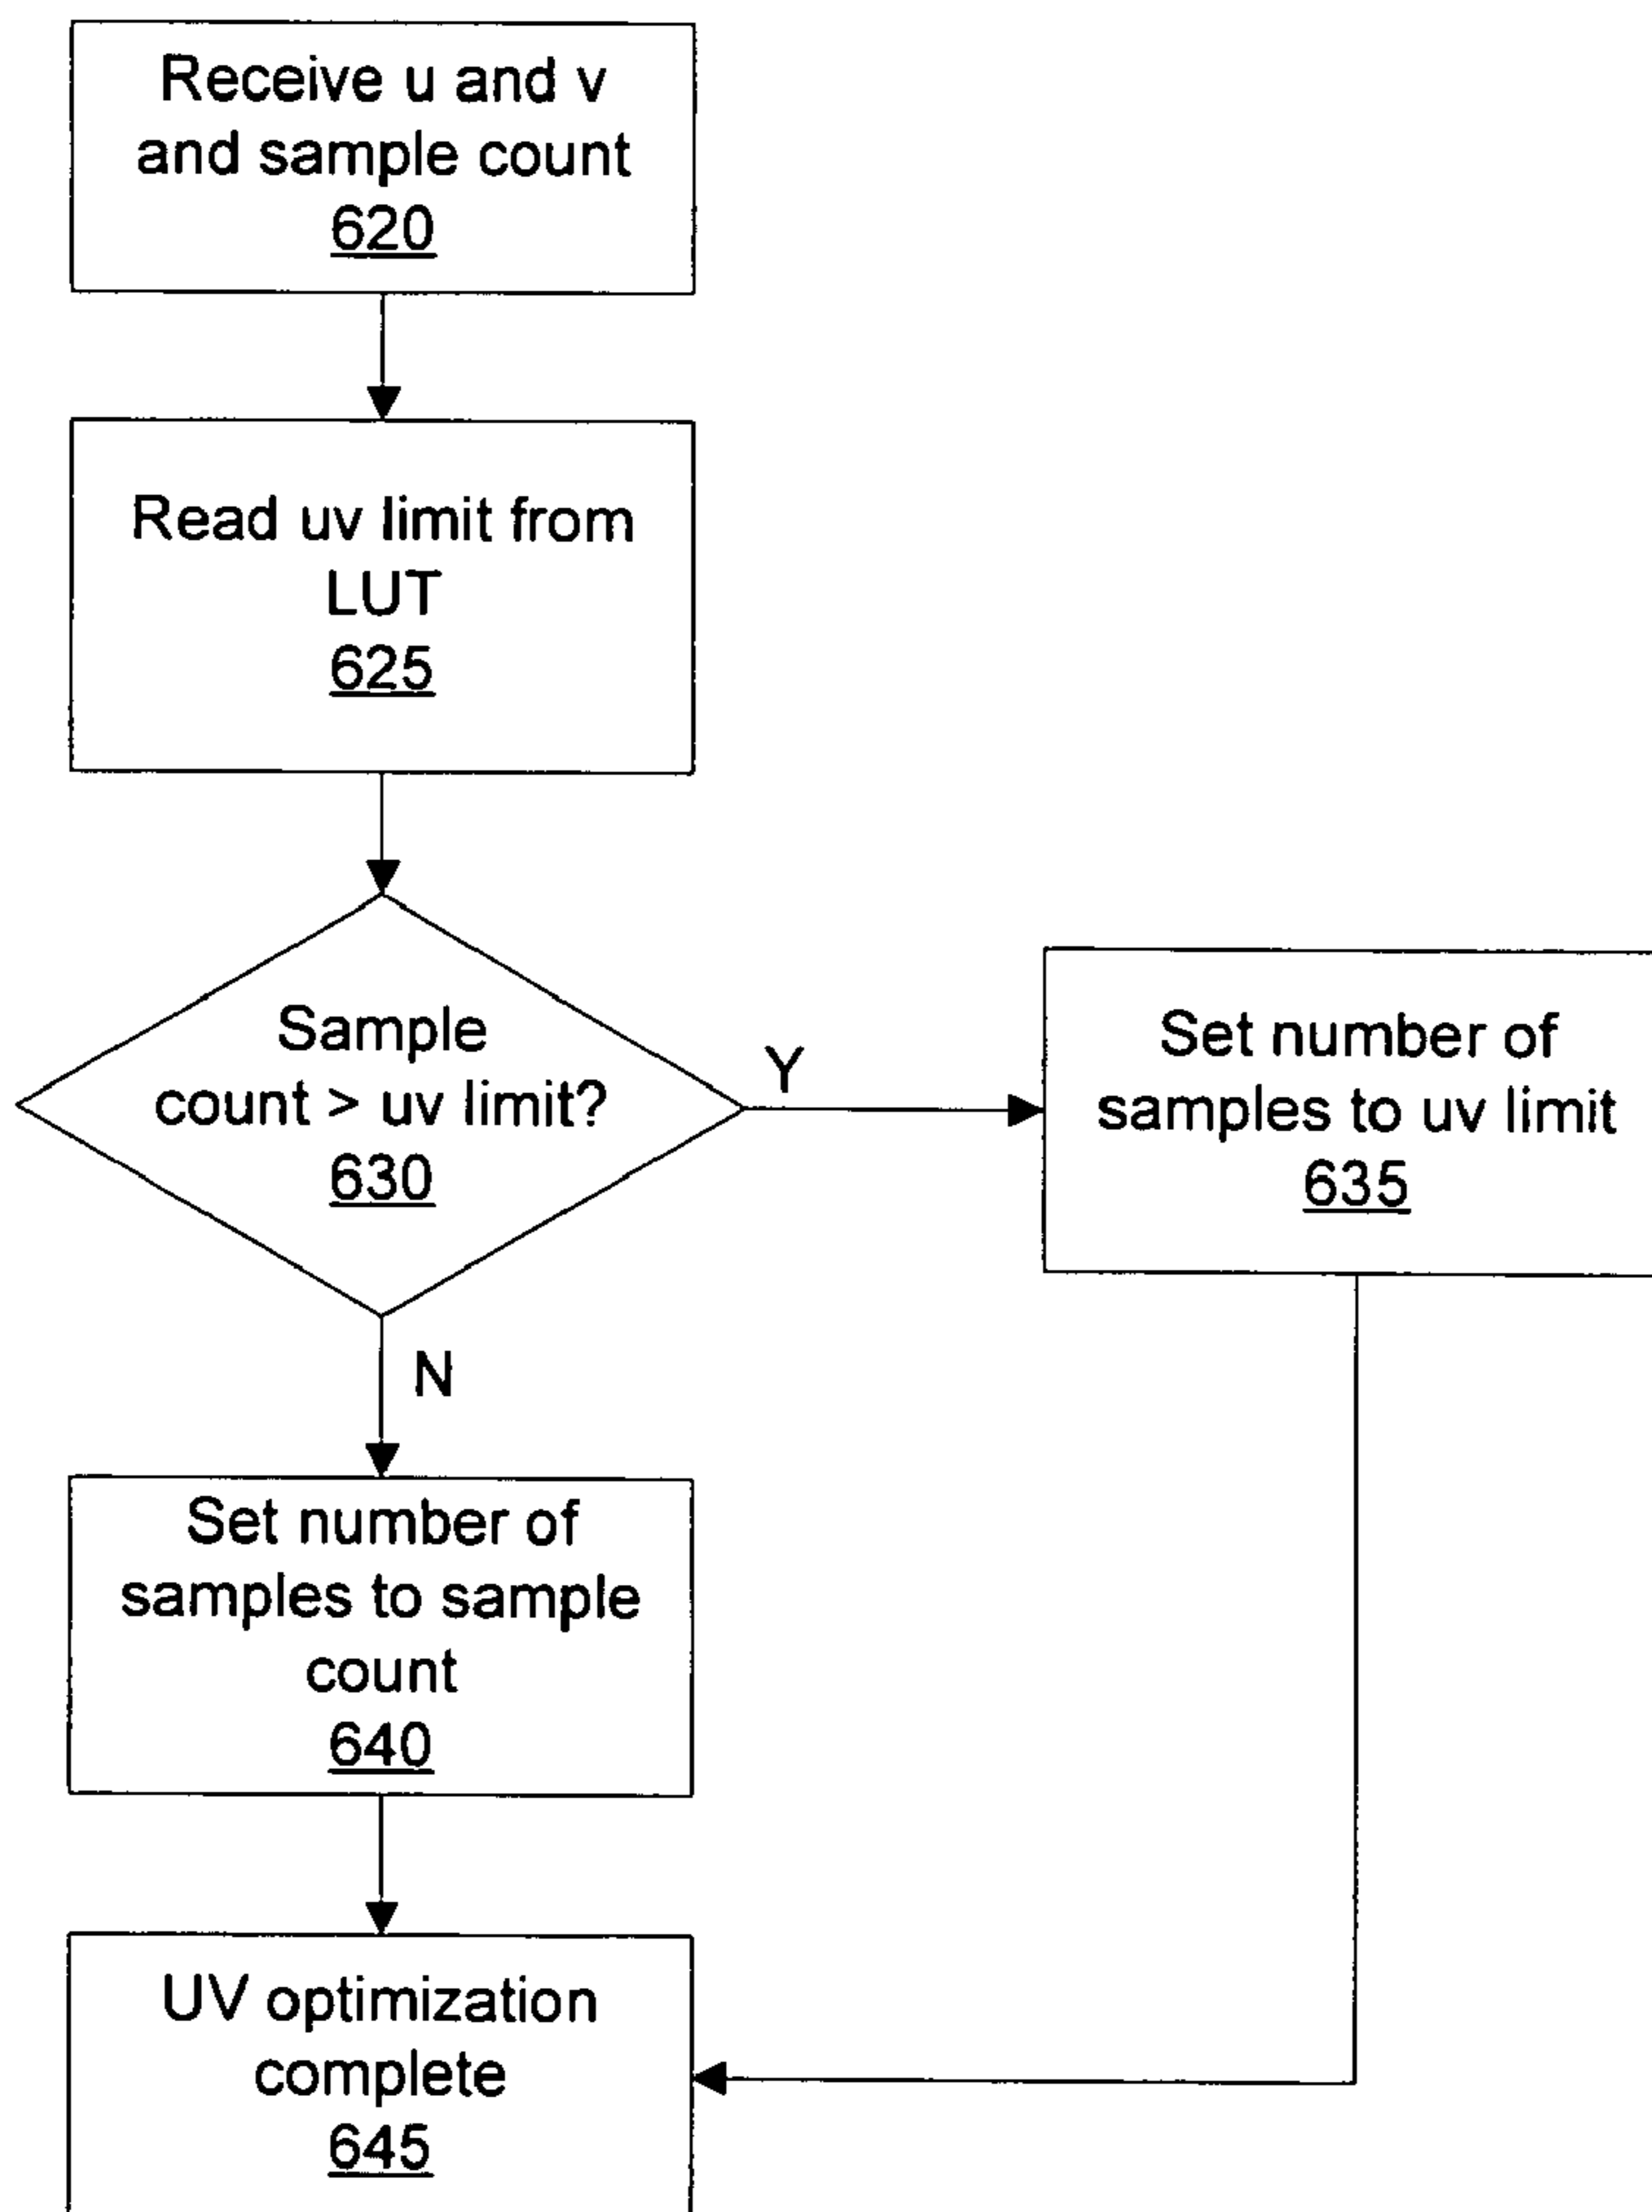 Receive u and v
and sample count
620
Read uv limit from
LUT
625
Sample
count > uv limit?
630
Y
Set number of
samples to uv limit
635
N
Set number of
samples to sample
count
640
UV optimization
complete
645